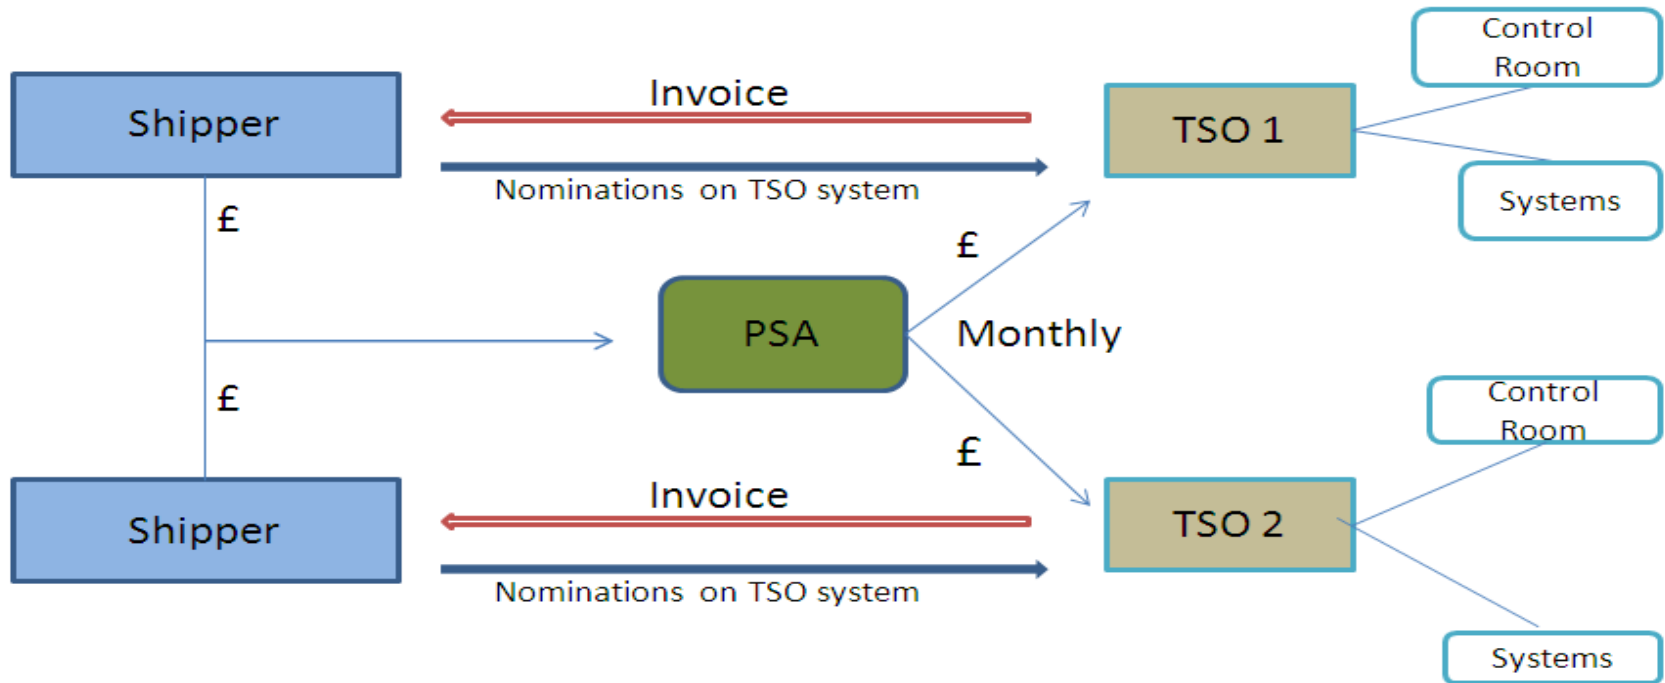 Control
Room
Invoice
Shipper
TSO 1
Nominations on TSO system
Systems
£
£
PSA
Monthly
£
£
Control
Room
Invoice
Shipper
TSO 2
Nominations on TSO system
Systems